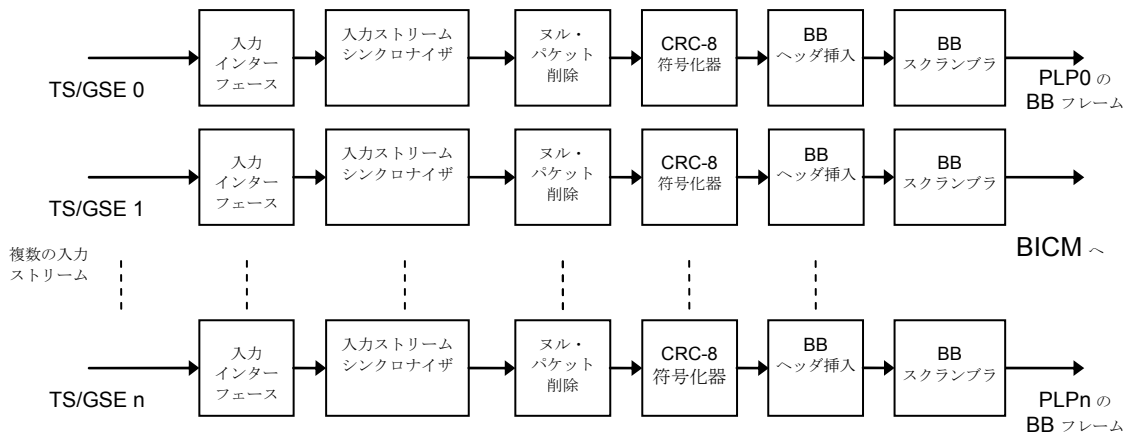 入力
インター
フェース
入力ストリーム
シンクロナイザ
ヌル・
パケット
削除
CRC-8
符号化器
BB
ヘッダ挿入
BB
スクランブラ
TS/GSE 0
PLP0 の
BB フレーム
入力
インター
フェース
入力ストリーム
シンクロナイザ
ヌル・
パケット
削除
CRC-8
符号化器
BB
ヘッダ挿入
BB
スクランブラ
TS/GSE 1
複数の入力
ストリーム
BICM へ
入力
インター
フェース
入力ストリーム
シンクロナイザ
ヌル・
パケット
削除
CRC-8
符号化器
BB
ヘッダ挿入
BB
スクランブラ
TS/GSE n
PLPn の
BB フレーム